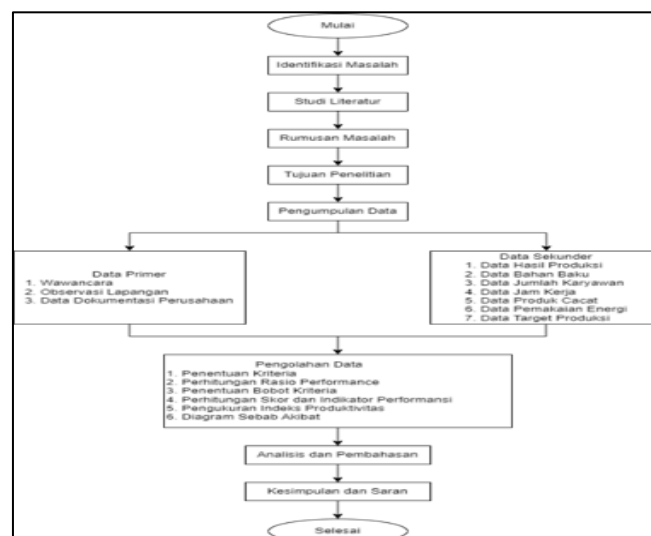 Mulai
Identifikasi Masalah
Studi Literatur
Rumusan Masalah
Tujuan Penelitian
Pengumpulan Data
Data Primer
1. Wawancara
2. Observasi Lapangan
3. Data Dokumentasi Perusahaan
Data Sekunder
1. Data Hasil Produksi
2. Data Bahan Baku
3. Data Jumlah Karyawan
4. Data Jam Kerja
5. Data Produk Cacat
6. Data Pemakaian Energi
7. Data Target Produksi
Pengolahan Data
1. Penentuan Kriteria
2. Perhitungan Rasio Performance
3. Penentuan Bobot Kriteria
4. Perhitungan Skor dan Indikator Performansi
5. Pengukuran Indeks Produktivitas
6. Diagram Sebab Akibat
Analisis dan Pembahasan
Kesimpulan dan Saran
Selesai